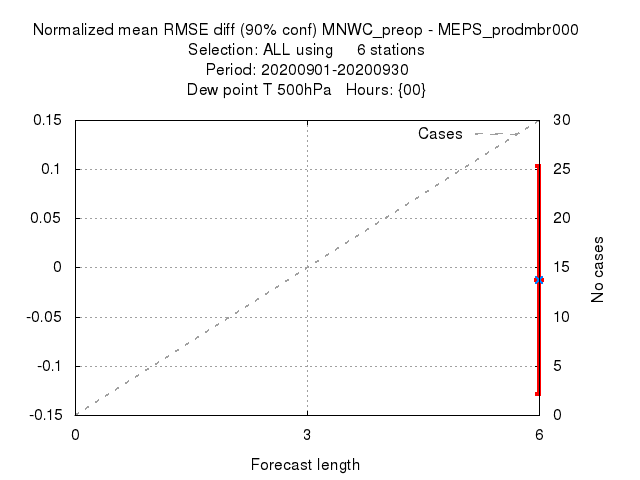 Normalized mean RMSE diff (90% conf) MNWC_preop - MEPS_prodmbr000
Selection: ALL using     6 stations
Period: 20200901-20200930
Dew point T 500hPa   Hours: {00}
0.15
0.1
0.05
0
-0.05
-0.1
-0.15
Cases
30
25
20
15
10
5
0
No cases
0
3
6
Forecast length